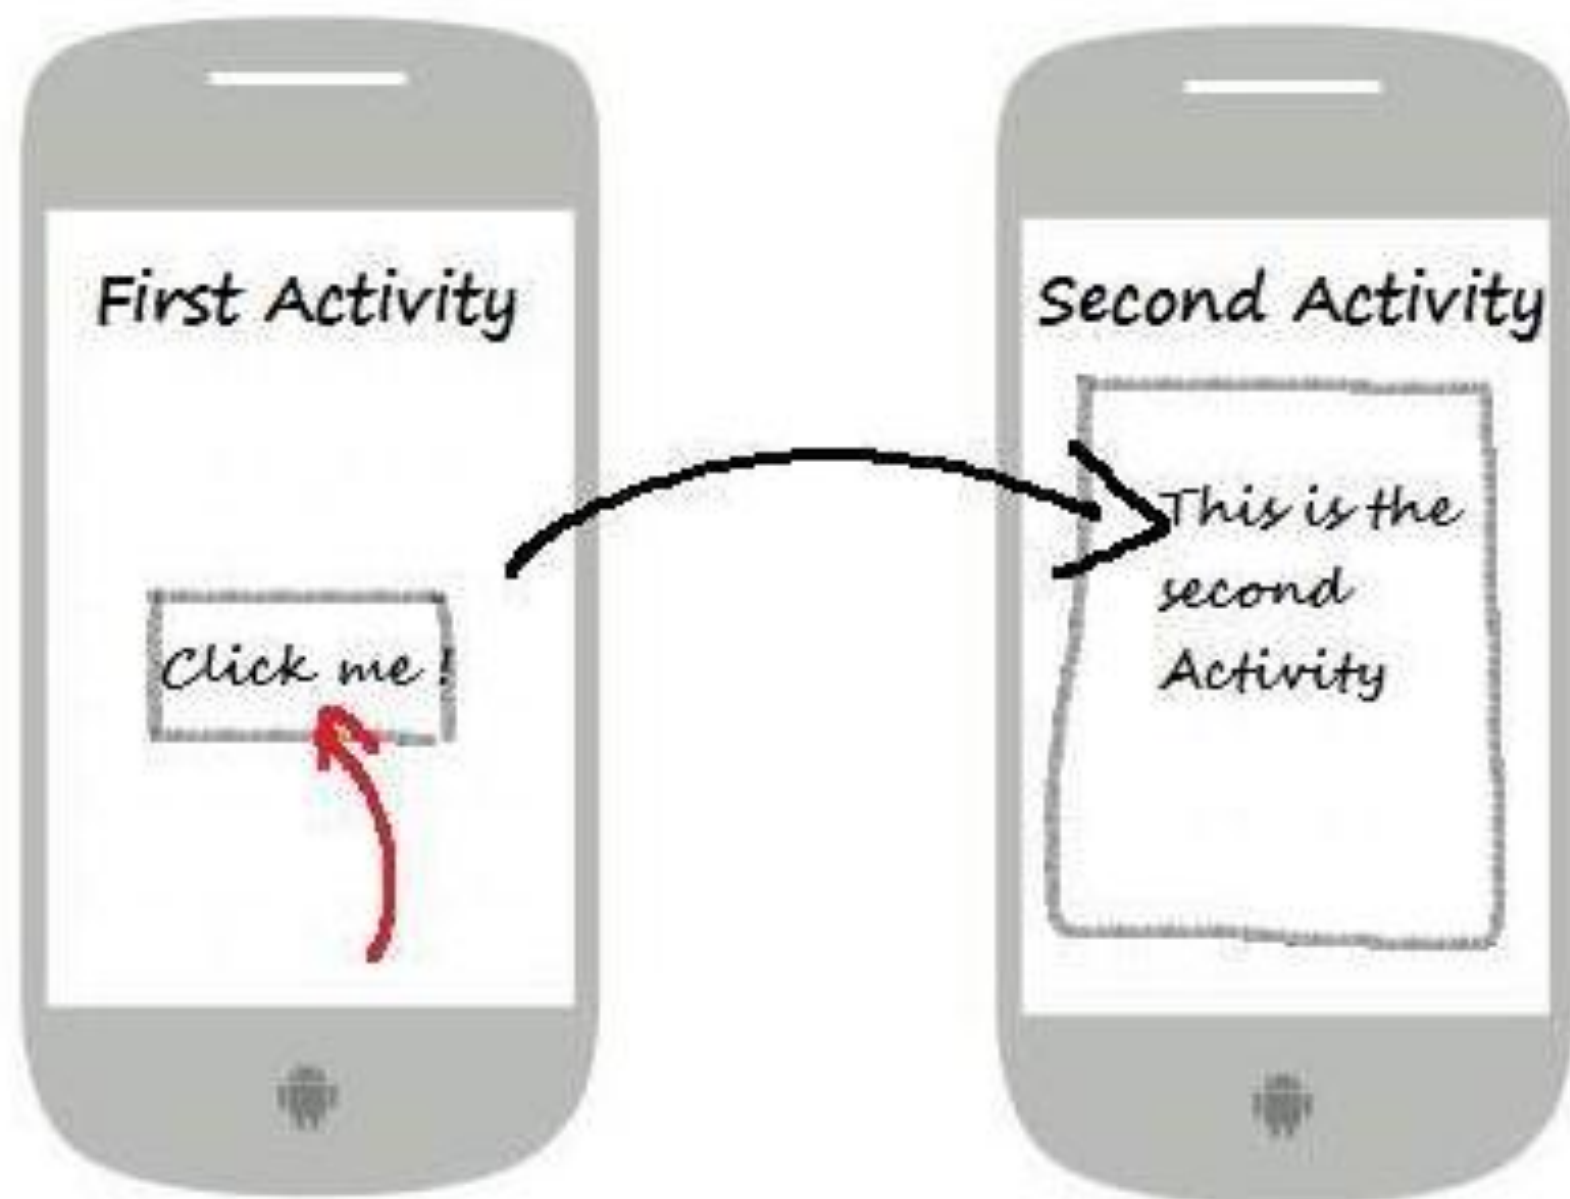 First Activity
Click me!
Second Activity
This is the
second
Activity